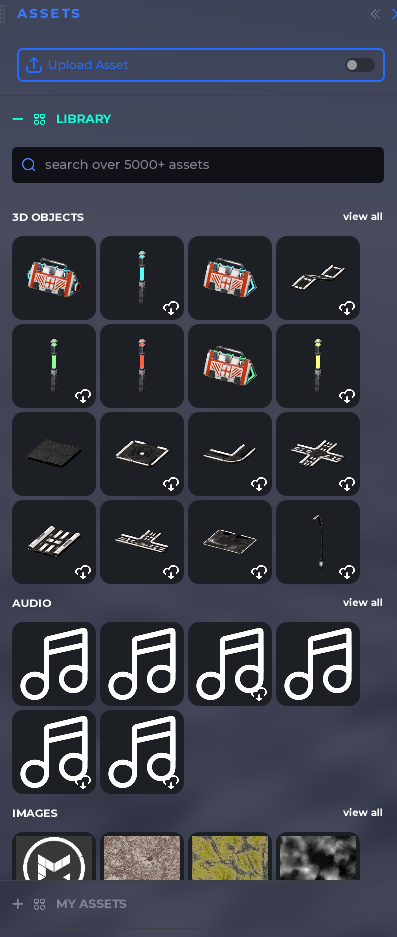 ASSETS
Upload Asset
LIBRARY
search over 5000+ assets
3D OBJECTS
view all
AUDIO
view all
IMAGES
view all
MY ASSETS